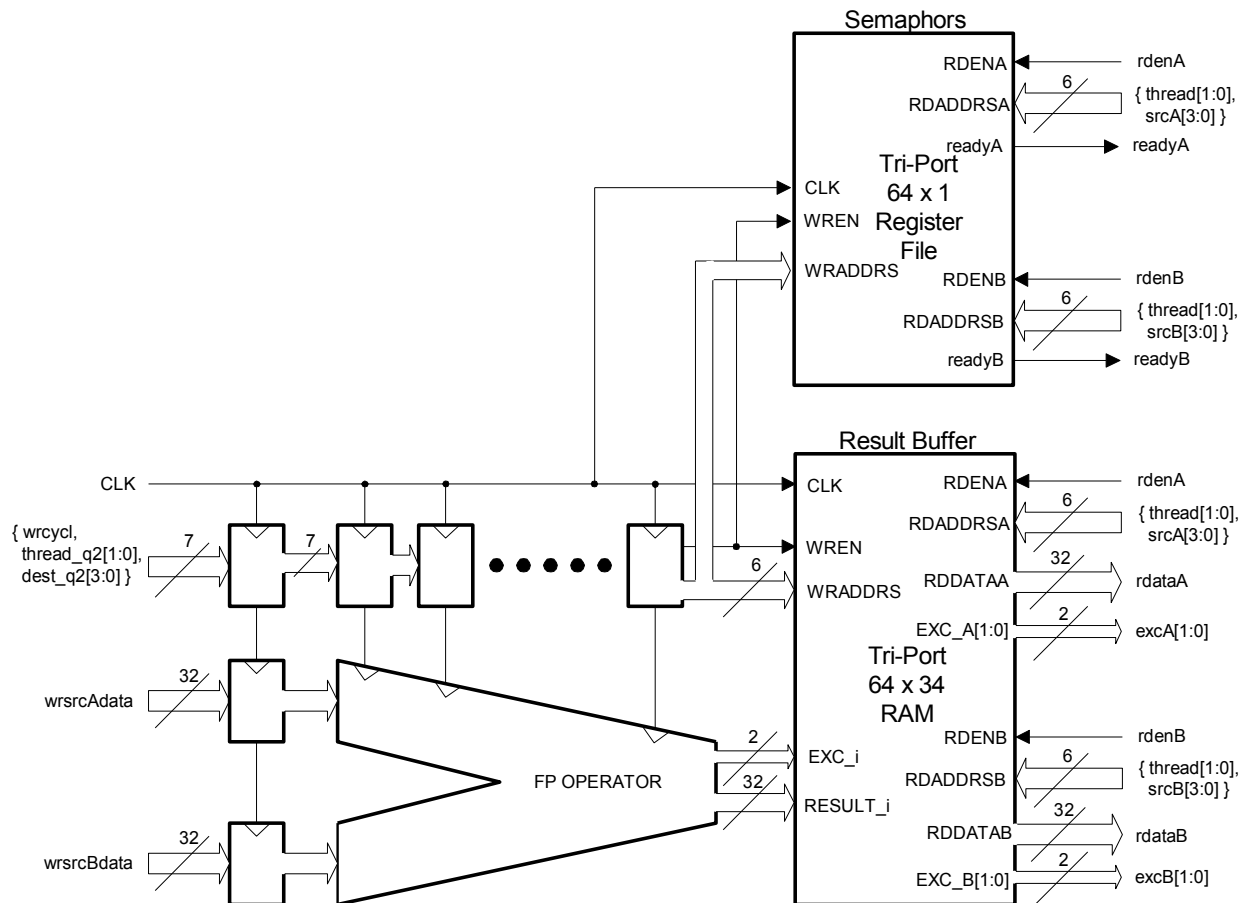 Semaphors
RDENA
rdenA
6
RDADDRSA
{ thread[1:0],
srcA[3:0] }
readyA
readyA
Tri-Port
64 x 1
Register
File
CLK
WREN
WRADDRS
RDENB
rdenB
6
RDADDRSB
{ thread[1:0],
srcB[3:0] }
readyB
readyB
Result Buffer
CLK
CLK
RDENA
rdenA
6
RDADDRSA
{ thread[1:0],
srcA[3:0] }
{ wrcycl,
thread_q2[1:0],
dest_q2[3:0] }
7
7
WREN
6
WRADDRS
32
RDDATAA
rdataA
2
EXC_A[1:0]
excA[1:0]
Tri-Port
64 x 34
RAM
wrsrcAdata
32
FP OPERATOR
2
EXC_i
32
RESULT_i
RDENB
rdenB
6
RDADDRSB
{ thread[1:0],
srcB[3:0] }
32
RDDATAB
rdataB
2
EXC_B[1:0]
excB[1:0]
wrsrcBdata
32